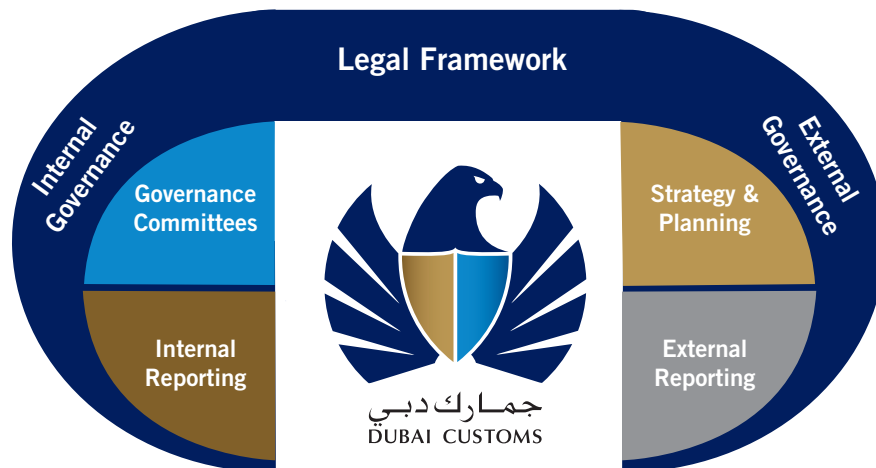 Legal Framework
Internal
Governance
External
Governance
Governance
Committees
Strategy &
Planning
Internal
Reporting
External
Reporting
جمارك دبي
DUBAI CUSTOMS